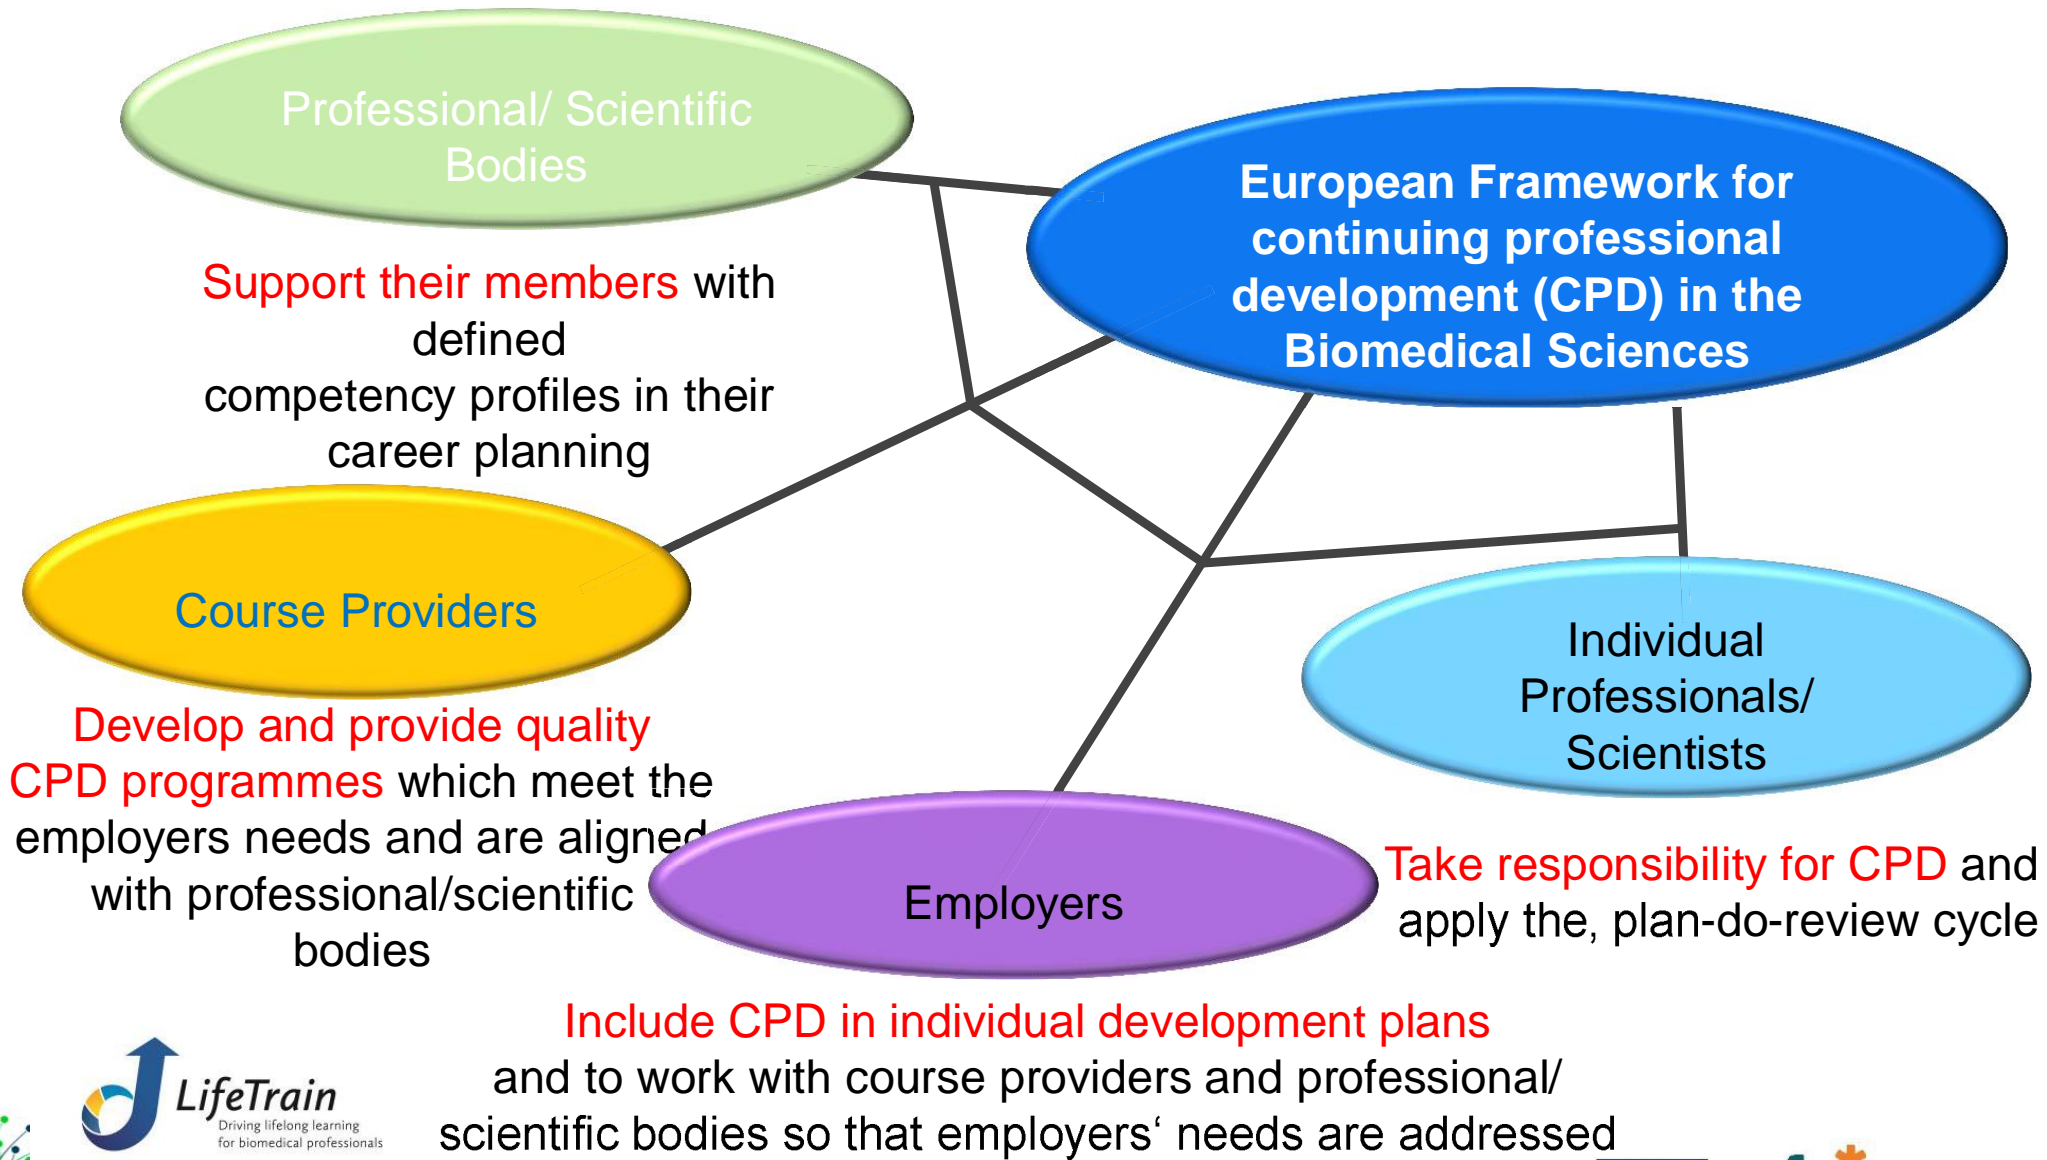 Professional/ Scientific
Bodies
European Framework for
continuing professional
development (CPD) in the
Biomedical Sciences
Support their members with
defined
competency profiles in their
career planning
Course Providers
Individual
Professionals/
Scientists
Develop and provide quality
CPD programmes which meet the
employers needs and are aligned
with professional/scientific
bodies
Employers
Take responsibility for CPD and
apply the, plan-do-review cycle
Include CPD in individual development plans
and to work with course providers and professional/
scientific bodies so that employers‘ needs are addressed
LifeTrain
Driving lifelong learning
for biomedical professionals